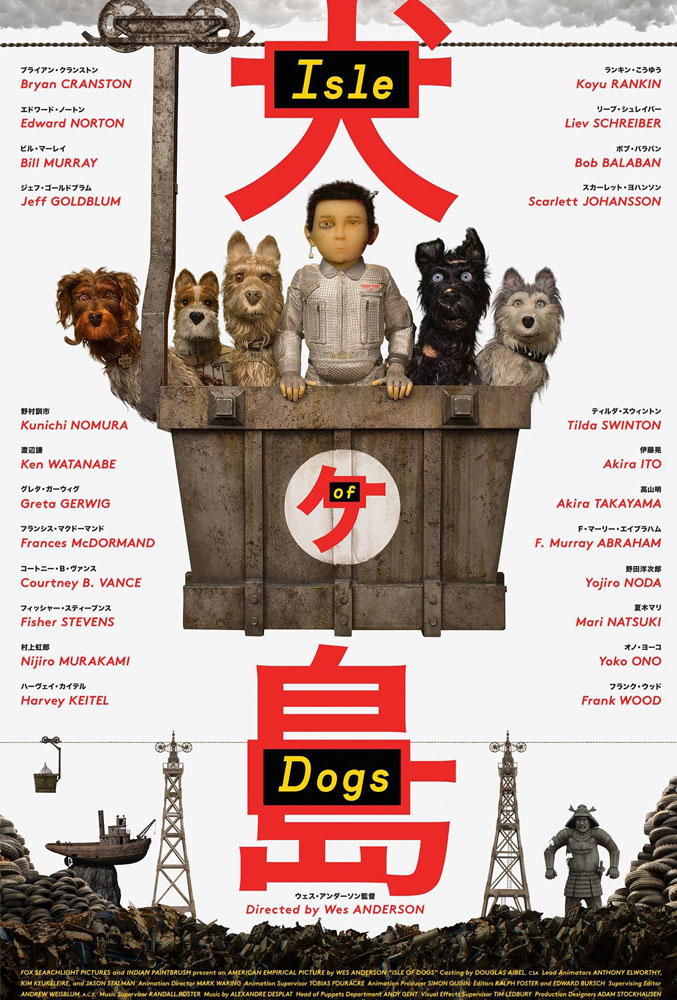 犬
Isle
ブライアン・クランストン
Bryan CRANSTON
エドワード・ノートン
Edward NORTON
ビル・マーレイ
Bill MURRAY
ジェフ・ゴールドブラム
Jeff GOLDBLUM
ランキン・こうゆう
Koyu RANKIN
リーブ・シュレイバー
Liev SCHREIBER
ボブ・バラバン
Bob BALABAN
スカーレット・ヨハンソン
Scarlett JOHANSSON
野村訓市
Kunichi NOMURA
渡辺謙
Ken WATANABE
グレタ・ガーウィグ
Greta GERWIG
フランシス・マクドーマンド
Frances McDORMAND
コートニー・B・ヴァンス
Courtney B. VANCE
フィッシャー・スティーブンス
Fisher STEVENS
村上虹郎
Nijiro MURAKAMI
ハーヴェイ・カイテル
Harvey KEITEL
ケ
of
ティルダ・スウィントン
Tilda SWINTON
伊藤晃
Akira ITO
高山明
Akira TAKAYAMA
F・マーリー・エイブラハム
F. Murray ABRAHAM
野田洋次郎
Yojiro NODA
夏木マリ
Mari NATSUKI
オノ・ヨーコ
Yoko ONO
フランク・ウッド
Frank WOOD
島
Dogs
ウェス・アンダーソン監督
Directed by Wes ANDERSON
FOX SEARCHLIGHT PICTURES and INDIAN PAINTBRUSH present an AMERICAN EMPIRICAL PICTURE by WES ANDERSON "ISLE OF DOGS" Casting by DOUGLAS AIBEL, CSA Lead Animators ANTHONY ELWORTHY,
KIM KEUKELEIRE, and JASON STALMAN Animation Director MARK WARING Animation Supervisor TOBIAS FOURACRE Animation Producer SIMON QUINN Editors RALPH FOSTER and EDWARD BURSCH Supervising Editor
ANDREW WEISBLUM, A.C.E. Music Supervisor RANDALL POSTER Music by ALEXANDRE DESPLAT Head of Puppets Department ANDY GENT Visual Effects Supervisor TIM LEDBURY Production Designers ADAM STOCKHAUSEN